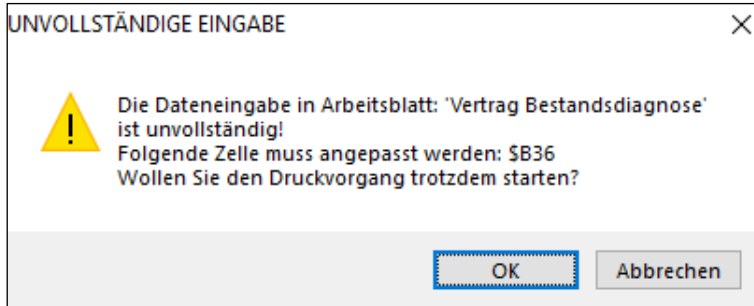 UNVOLLSTÄNDIGE EINGABE
Die Dateneingabe in Arbeitsblatt: 'Vertrag Bestandsdiagnose'
ist unvollständig!
Folgende Zelle muss angepasst werden: $B36
Wollen Sie den Druckvorgang trotzdem starten?
OK
Abbrechen